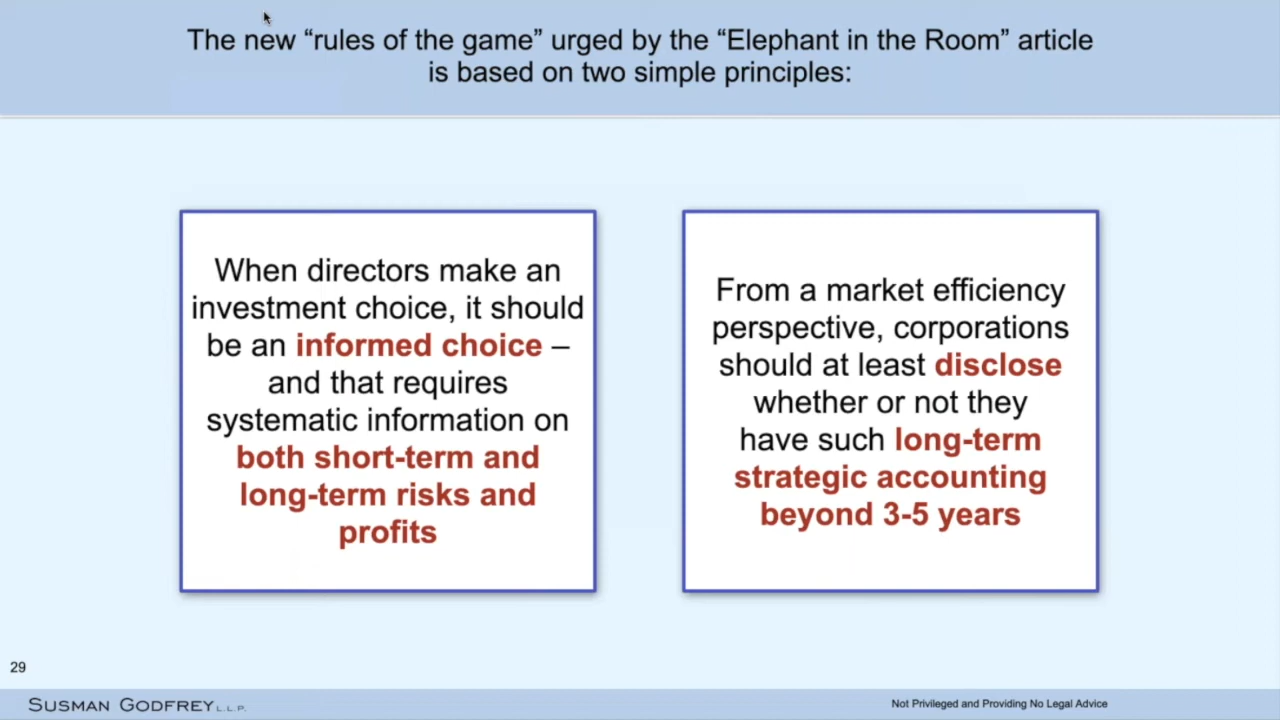 The new “rules of the game” urged by the “Elephant in the Room” article
is based on two simple principles:
When directors make an
investment choice, it should
be an informed choice –
and that requires
systematic information on
both short-term and
long-term risks and
profits
From a market efficiency
perspective, corporations
should at least disclose
whether or not they
have such long-term
strategic accounting
beyond 3-5 years
29
SUSMAN GODFREY L.L.P.
Not Privileged and Providing No Legal Advice